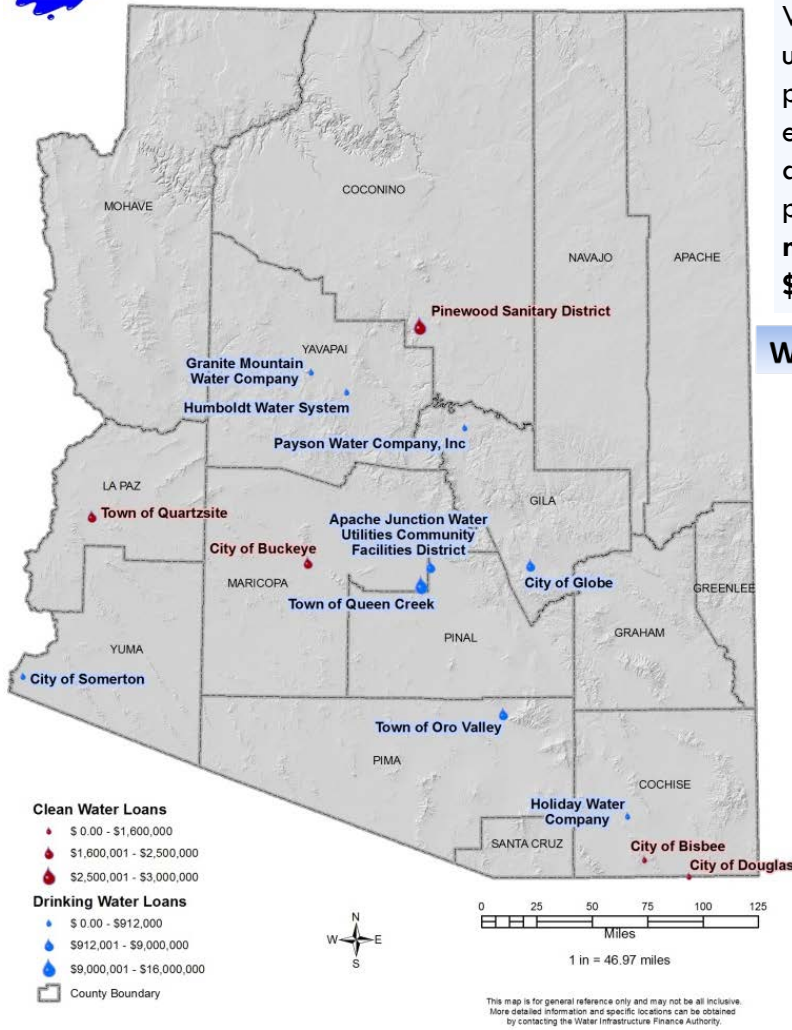 MOHAVE
COCONINO
NAVAJO
APACHE
Pinewood Sanitary District
YAVAPAI
Granite Mountain
Water Company
Humboldt Water System
Payson Water Company, Inc
LA PAZ
Town of Quartzsite
GILA
Apache Junction Water
Utilities Community
Facilities District
City of Buckeye
MARICOPA
City of Globe
GREENLEE
Town of Queen Creek
GRAHAM
PINAL
YUMA
City of Somerton
Town of Oro Valley
PIMA
COCHISE
Holiday Water
Company
SANTA CRUZ
City of Bisbee
City of Douglas
Clean Water Loans
$ 0.00 - $1,600,000
$1,600,001 - $2,500,000
$2,500,001 - $3,000,000
Drinking Water Loans
$ 0.00 - $912,000
$912,001 - $9,000,000
$9,000,001 - $16,000,000
County Boundary
N
W E
S
0 25 50 75 100 125
Miles
1 in = 46.97 miles
This map is for general reference only and may not be all inclusive.
More detailed information and specific locations can be obtained
by contacting the Water Infrastructure Finance Authority.